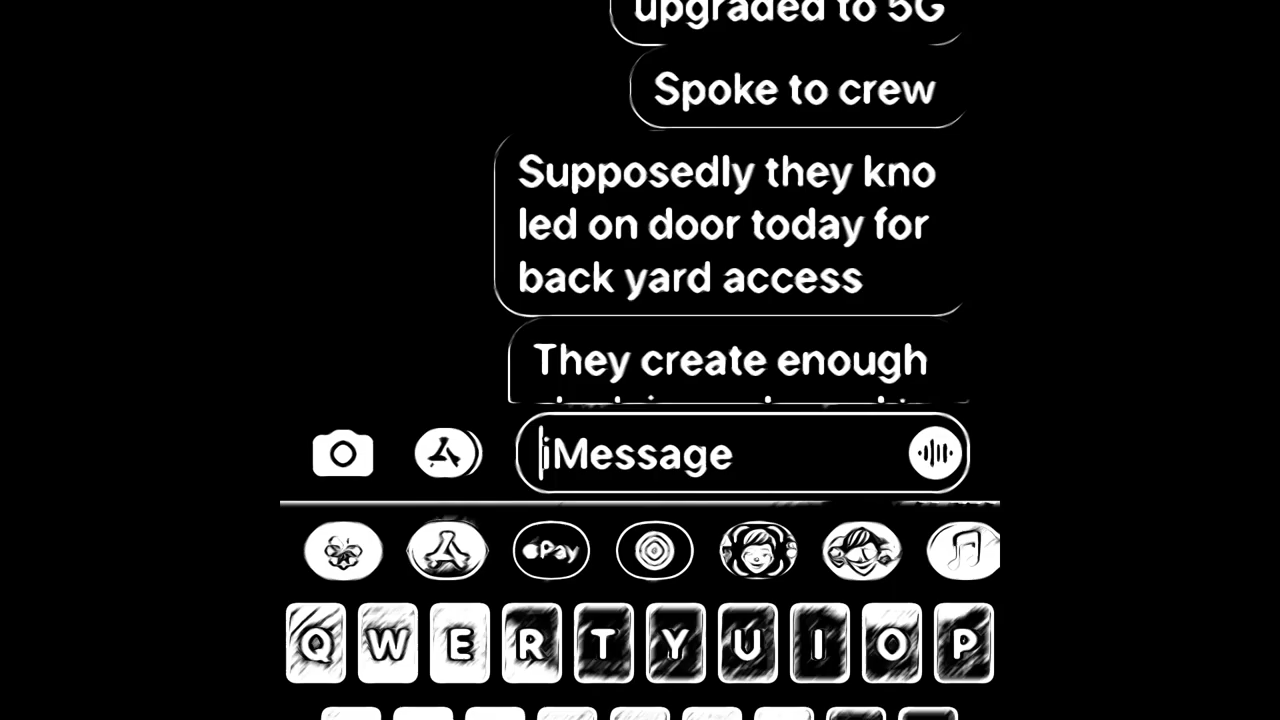 upgraded to 5G
Spoke to crew
Supposedly they kno
led on door today for
back yard access
They create enough
iMessage
Pay
Q W E R T Y U I O P